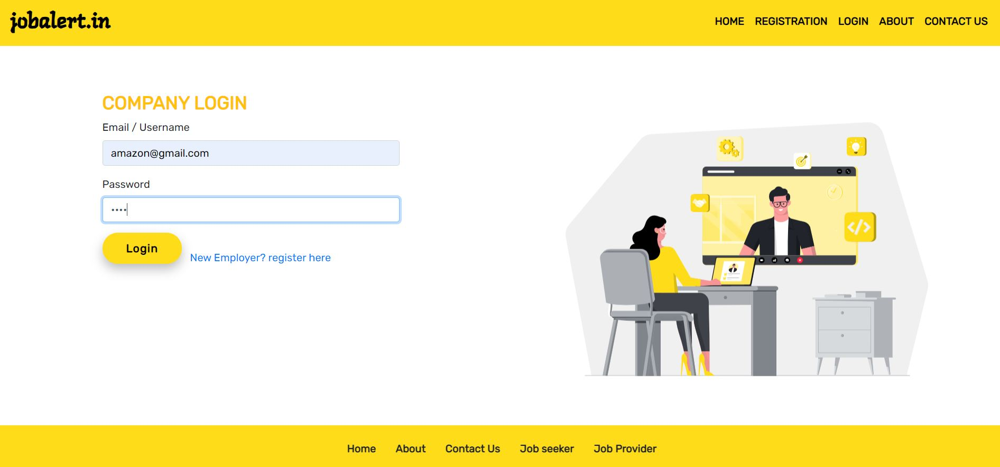 jobalert.in
HOME REGISTRATION LOGIN ABOUT CONTACT US
COMPANY LOGIN
Email / Username
amazon@gmail.com
Password
••••
Login
New Employer? register here
</>
Home About Contact Us Job seeker Job Provider